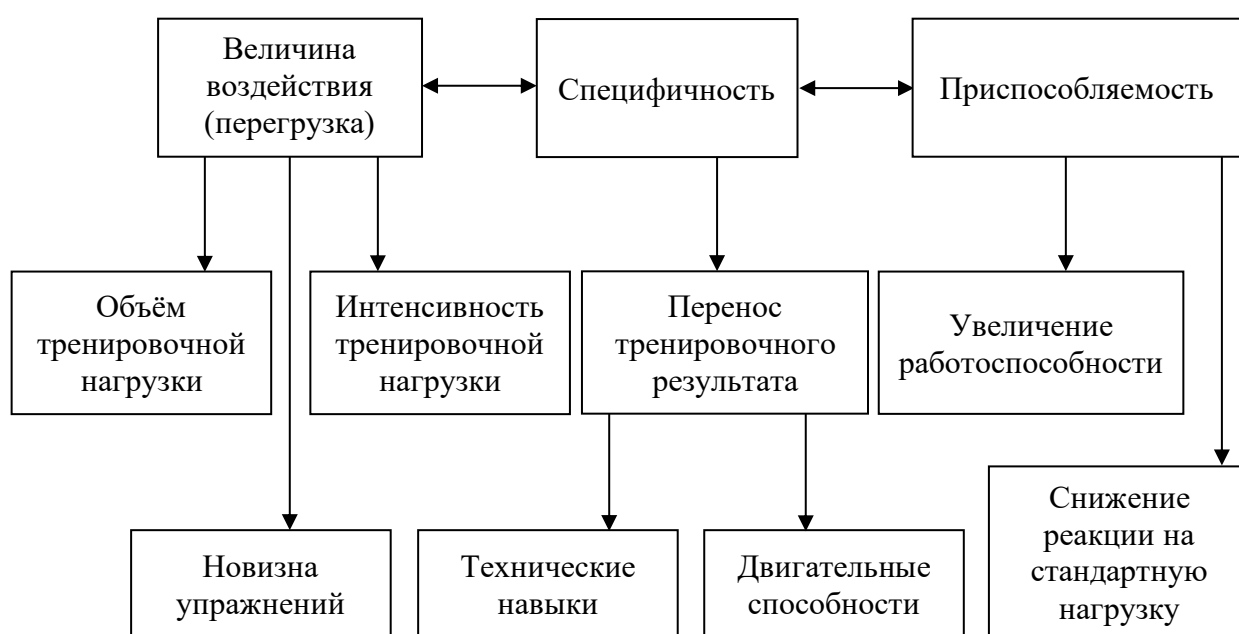 Величина
воздействия
(перегрузка)
Специфичность
Приспособляемость
Объём
тренировочной
нагрузки
Интенсивность
тренировочной
нагрузки
Перенос
тренировочного
результата
Увеличение
работоспособности
Новизна
упражнений
Технические
навыки
Двигательные
способности
Снижение
реакции на
стандартную
нагрузку